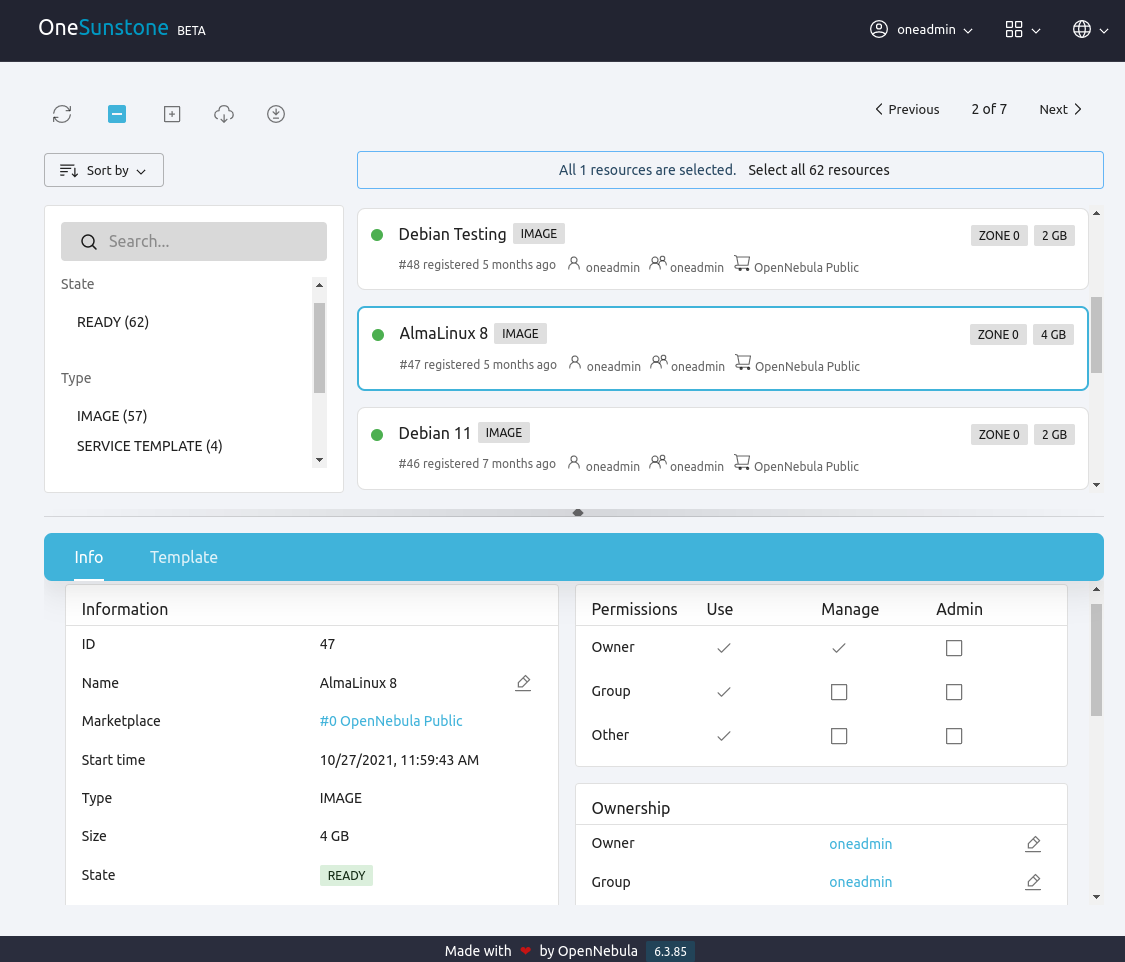 OneSunstone BETA
oneadmin
Previous 2 of 7 Next
Sort by
All 1 resources are selected. Select all 62 resources
Search...
State
READY (62)
Type
IMAGE (57)
SERVICE TEMPLATE (4)
Debian Testing IMAGE ZONE 0 2 GB
#48 registered 5 months ago oneadmin oneadmin OpenNebula Public
AlmaLinux 8 IMAGE ZONE 0 4 GB
#47 registered 5 months ago oneadmin oneadmin OpenNebula Public
Debian 11 IMAGE ZONE 0 2 GB
#46 registered 7 months ago oneadmin oneadmin OpenNebula Public
Info Template
Information
ID 47
Name AlmaLinux 8
Marketplace #0 OpenNebula Public
Start time 10/27/2021, 11:59:43 AM
Type IMAGE
Size 4 GB
State READY
Permissions Use Manage Admin
Owner
Group
Other
Ownership
Owner oneadmin
Group oneadmin
Made with ❤ by OpenNebula 6.3.85